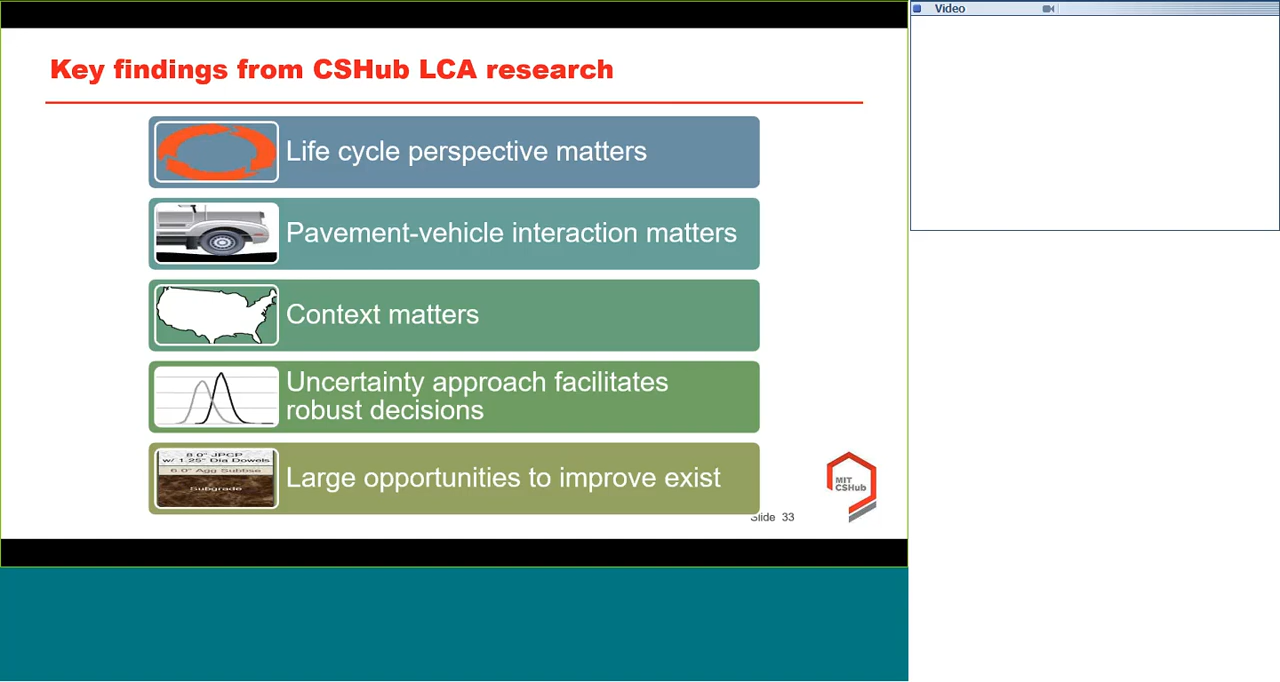 Video
Key findings from CSHub LCA research
Life cycle perspective matters
Pavement-vehicle interaction matters
Context matters
Uncertainty approach facilitates
robust decisions
8.0" JPCP
w/ 1.25" Dia Dowels
6.0" Agg Subbse
Subgrade
Large opportunities to improve exist
MIT
CSHub
Slide 33